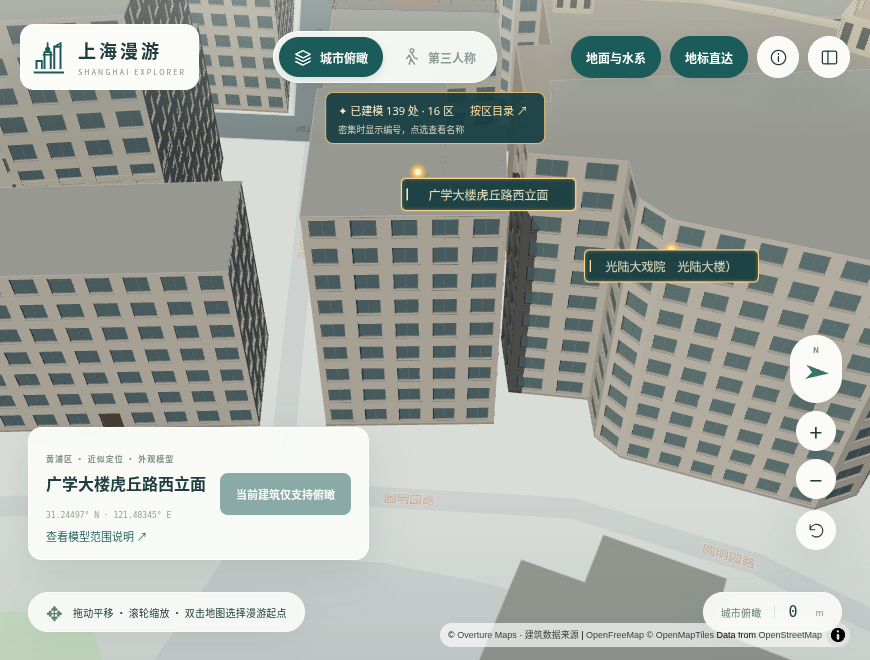 上海漫游
SHANGHAI EXPLORER
城市俯瞰
第三人称
地面与水系
地标直达
✦ 已建模 139 处 · 16 区 按区目录 ↗
密集时显示编号，点选查看名称
广学大楼虎丘路西立面
光陆大戏院 光陆大楼）
N
+
−
黄浦区 · 近似定位 · 外观模型
广学大楼虎丘路西立面
当前建筑仅支持俯瞰
31.24497° N · 121.48345° E
查看模型范围说明 ↗
圆明园路
圆明园路
拖动平移 · 滚轮缩放 · 双击地图选择漫游起点
城市俯瞰 0 m
© Overture Maps · 建筑数据来源 | OpenFreeMap © OpenMapTiles Data from OpenStreetMap